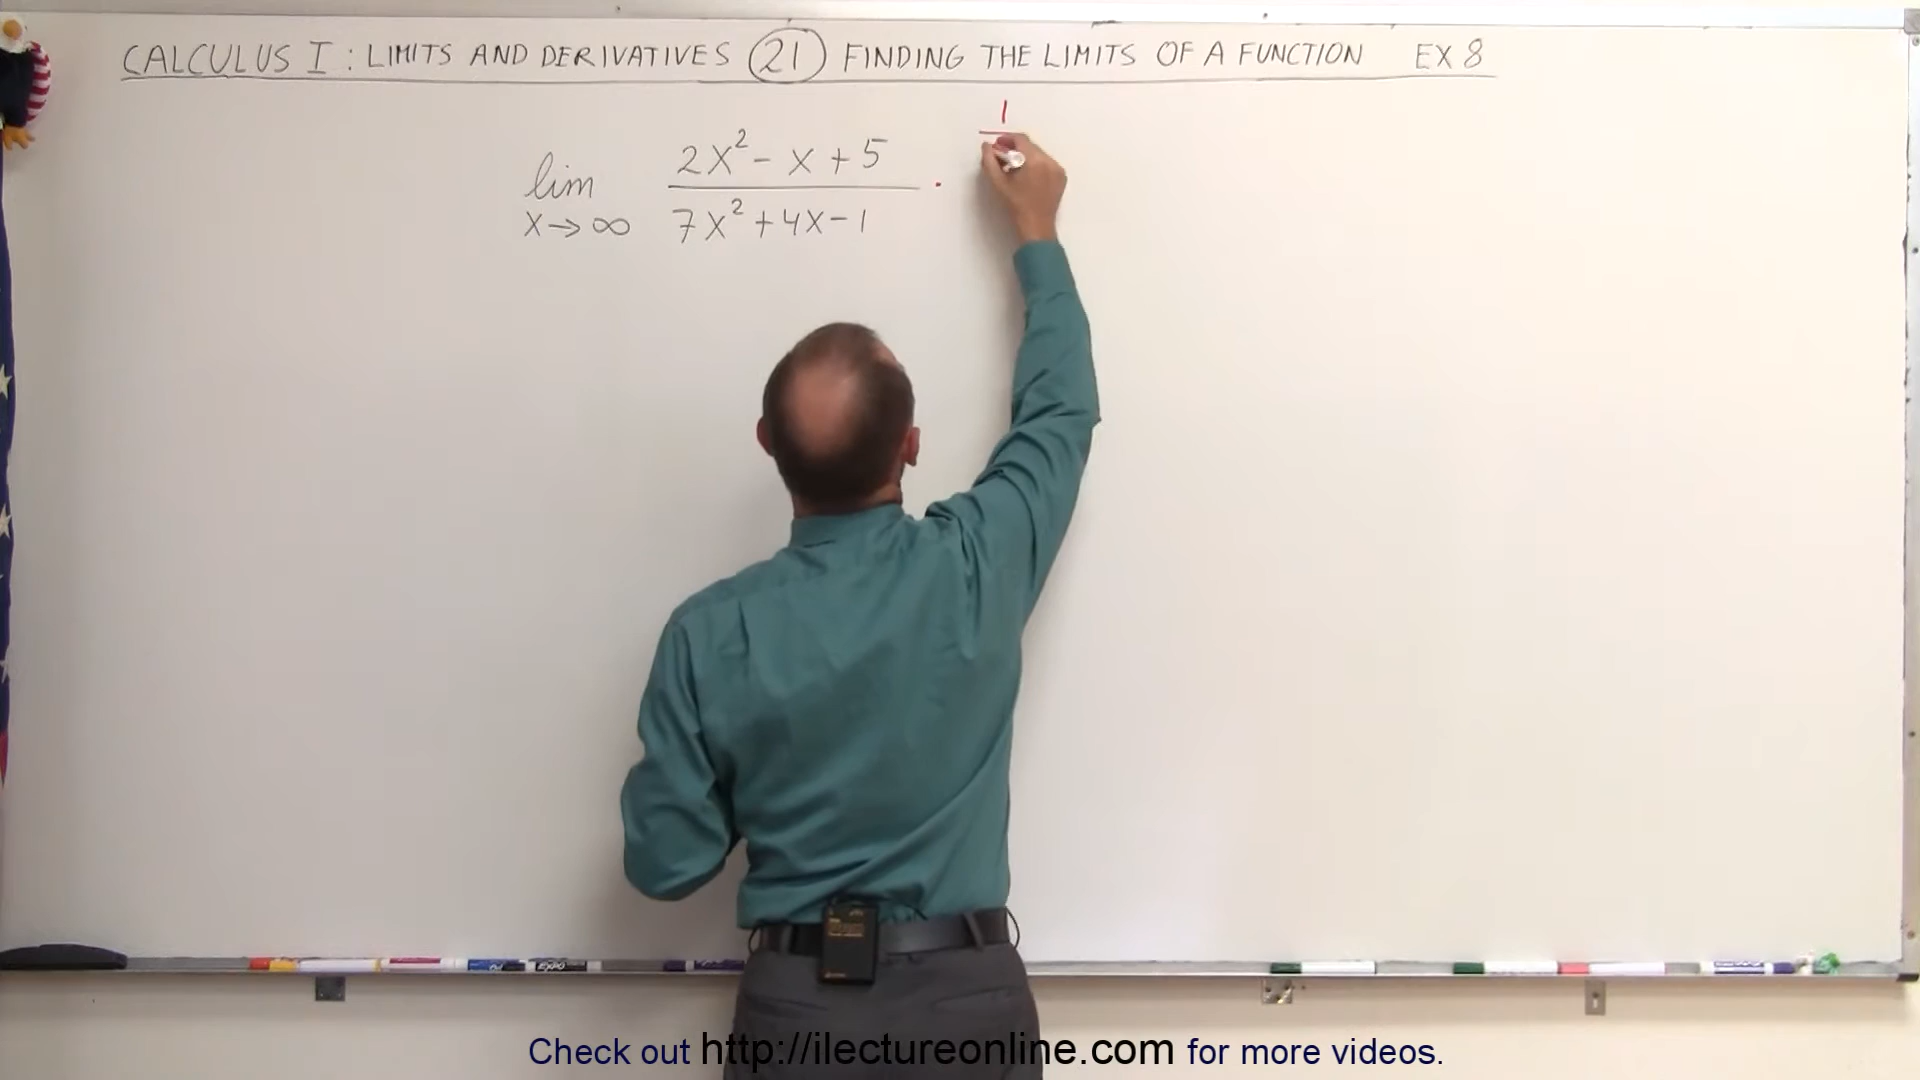 CALCULUS I : LIMITS AND DERIVATIVES 21 FINDING THE LIMITS OF A FUNCTION EX 8
1
2x² - x + 5
lim
7x² + 4x - 1
x→∞
Check out http://ilectureonline.com for more videos.